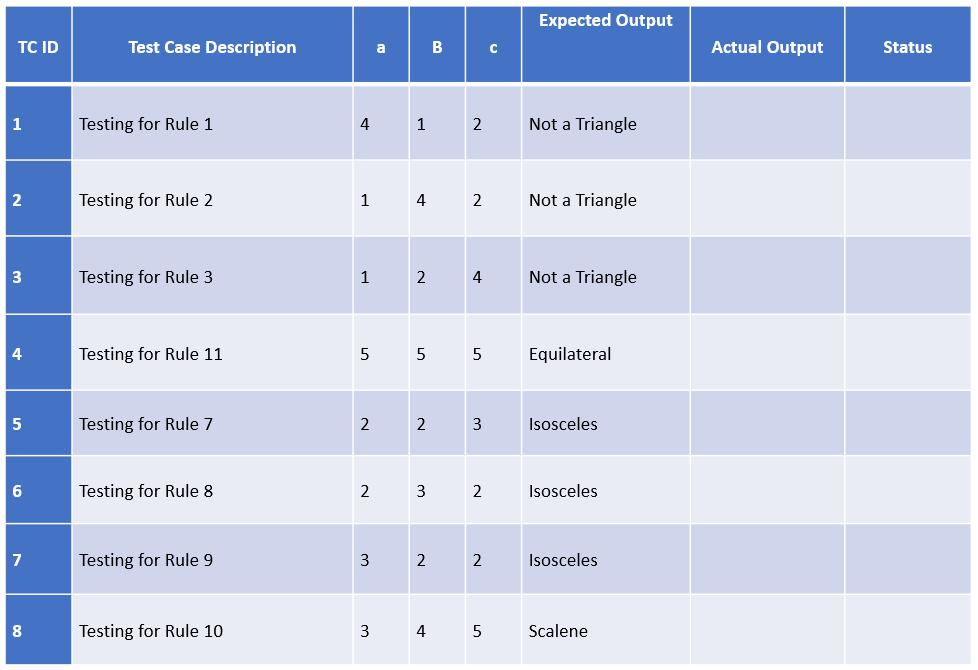 TC ID Test Case Description a B c Expected Output Actual Output Status
1 Testing for Rule 1 4 1 2 Not a Triangle
2 Testing for Rule 2 1 4 2 Not a Triangle
3 Testing for Rule 3 1 2 4 Not a Triangle
4 Testing for Rule 11 5 5 5 Equilateral
5 Testing for Rule 7 2 2 3 Isosceles
6 Testing for Rule 8 2 3 2 Isosceles
7 Testing for Rule 9 3 2 2 Isosceles
8 Testing for Rule 10 3 4 5 Scalene